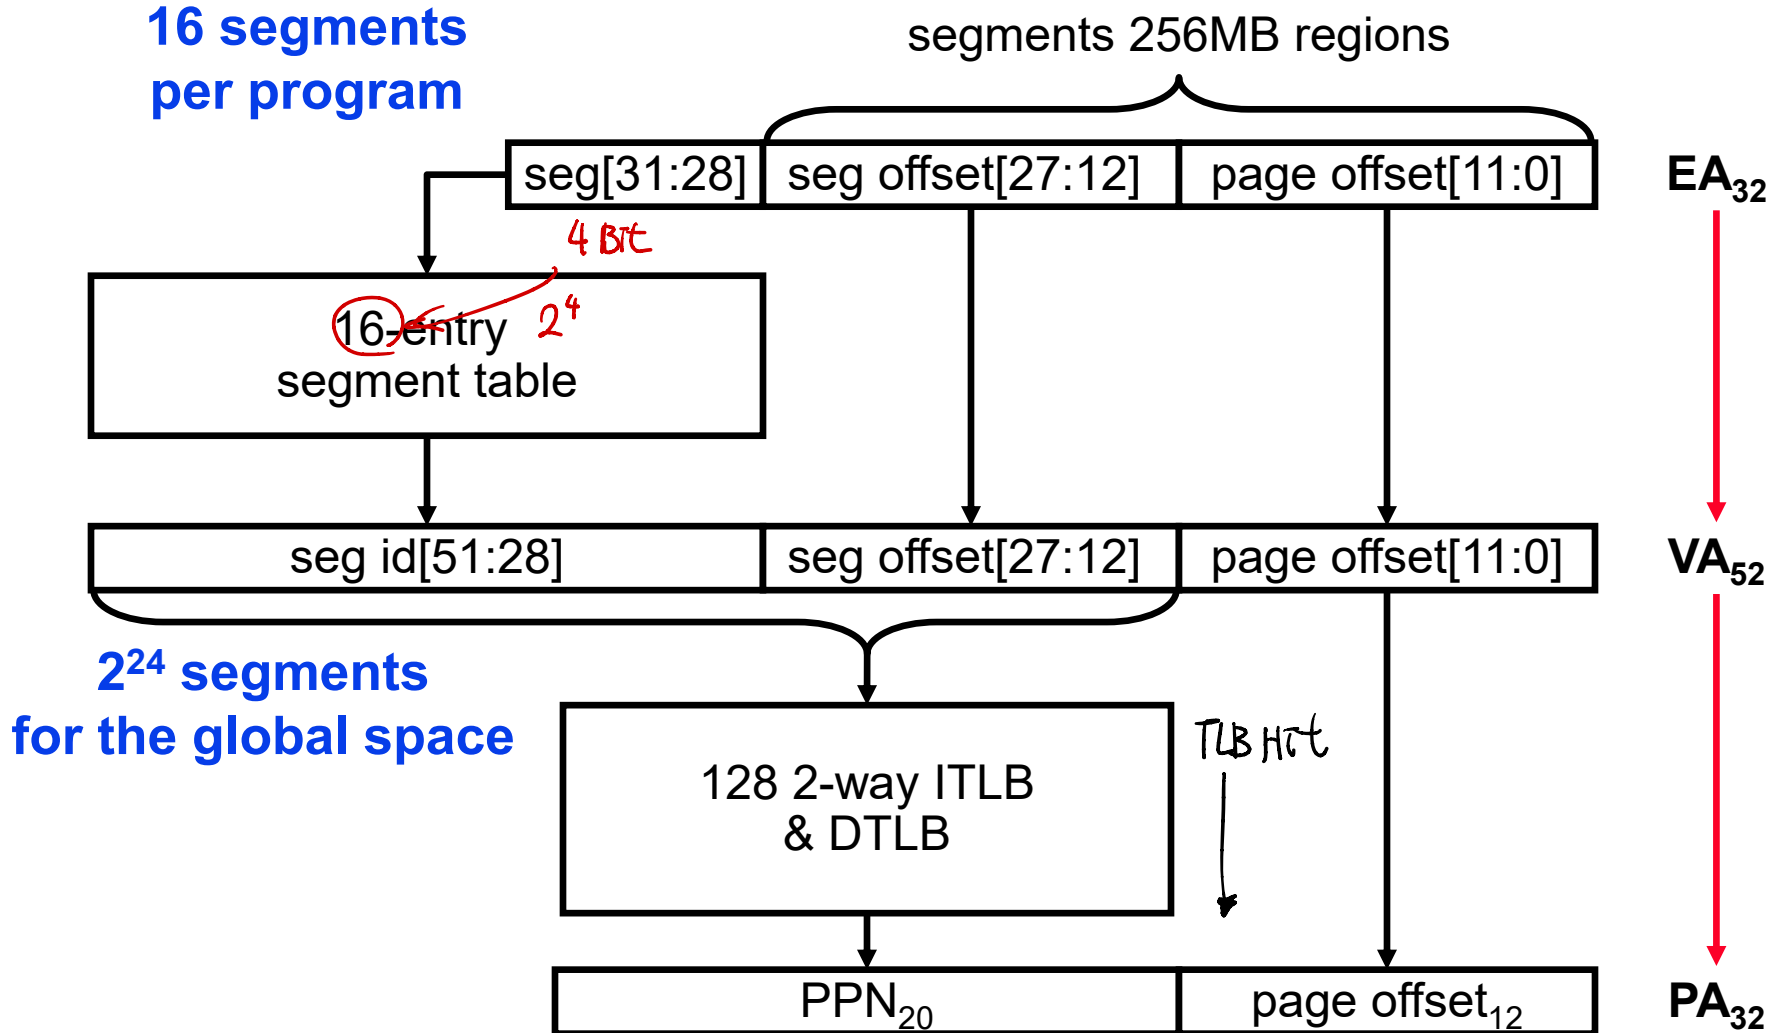 16 segments
per program
segments 256MB regions
seg[31:28] seg offset[27:12] page offset[11:0] EA₃₂
4 Bit
16-entry 2⁴
segment table
seg id[51:28] seg offset[27:12] page offset[11:0] VA₅₂
2²⁴ segments
for the global space
TLB Hit
128 2-way ITLB
& DTLB
PPN₂₀ page offset₁₂ PA₃₂